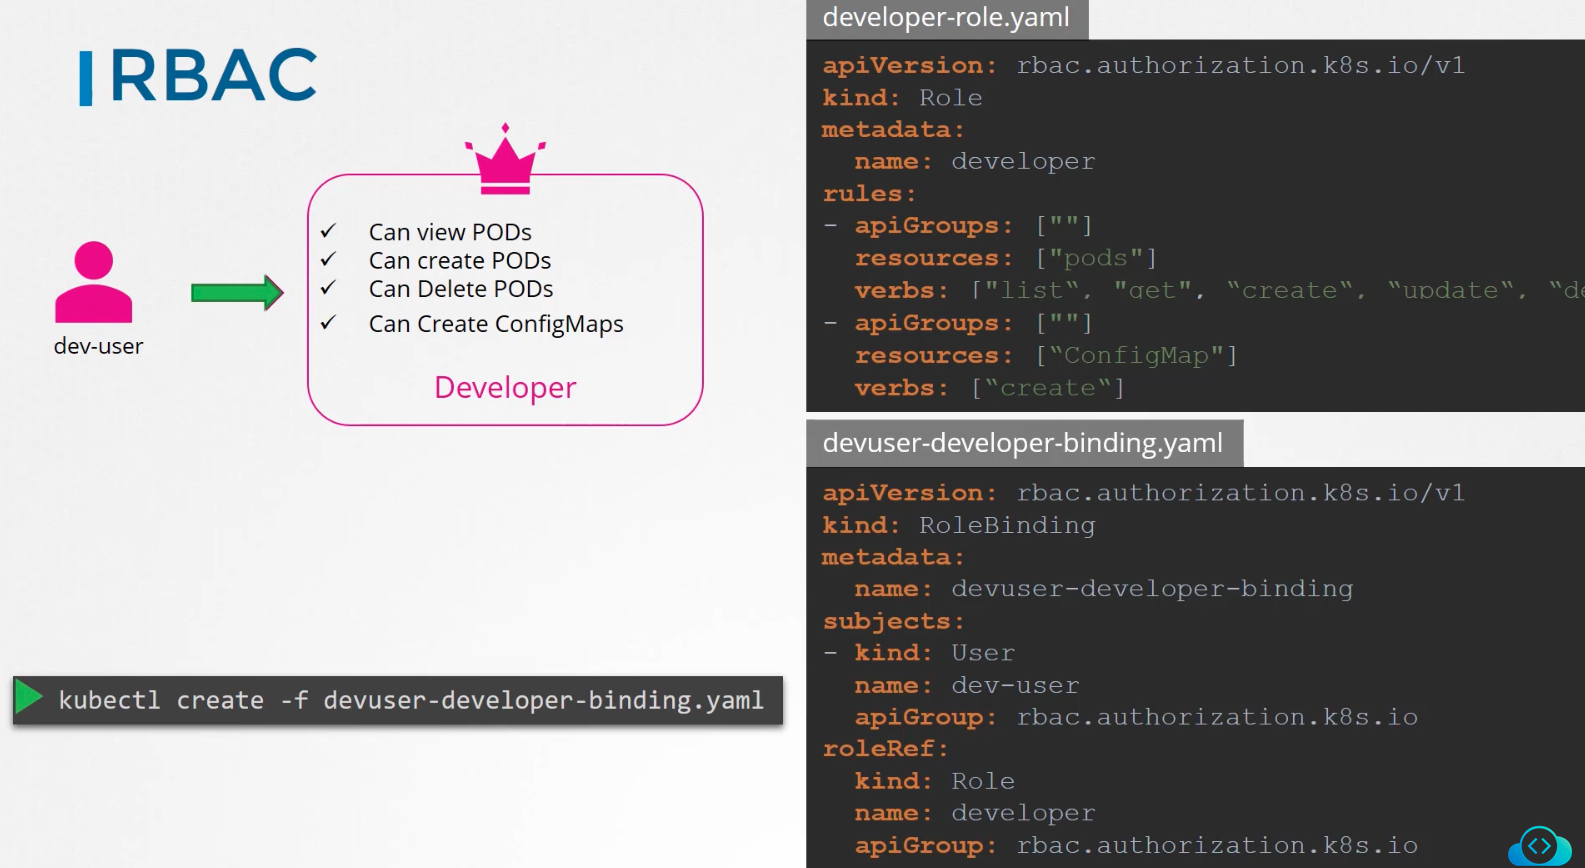 RBAC
dev-user
✓ Can view PODs
✓ Can create PODs
✓ Can Delete PODs
✓ Can Create ConfigMaps
Developer
kubectl create -f devuser-developer-binding.yaml
developer-role.yaml
apiVersion: rbac.authorization.k8s.io/v1
kind: Role
metadata:
  name: developer
rules:
- apiGroups: [""]
  resources: ["pods"]
  verbs: ["list“, "get", “create“, “update“, “de
- apiGroups: [""]
  resources: [“ConfigMap"]
  verbs: [“create“]
devuser-developer-binding.yaml
apiVersion: rbac.authorization.k8s.io/v1
kind: RoleBinding
metadata:
  name: devuser-developer-binding
subjects:
- kind: User
  name: dev-user
  apiGroup: rbac.authorization.k8s.io
roleRef:
  kind: Role
  name: developer
  apiGroup: rbac.authorization.k8s.io